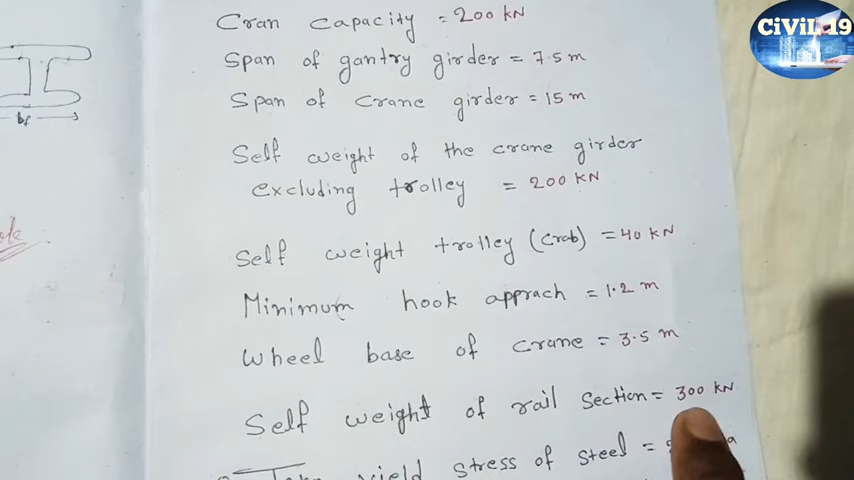 CiViL 19
Cran capacity = 200 KN
Span of gantry girder = 7.5 m
Span of crane girder = 15 m
bf
Self weight of the crane girder
excluding trolley = 200 KN
Self weight trolley (crab) = 40 KN
Minimum hook apprach = 1.2 m
Wheel base of crane = 3.5 m
Self weight of rail section = 300 KN
yield stress of steel =